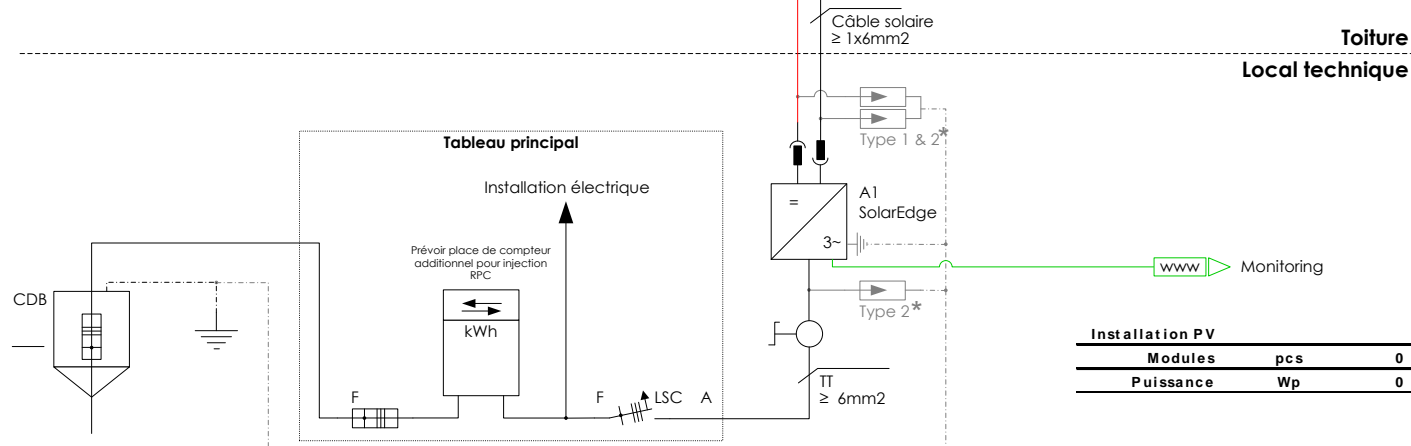 Câble solaire
≥ 1x6mm2
Toiture
Local technique
Type 1 & 2*
Tableau principal
Installation électrique
A1
SolarEdge
=
3~
Prévoir place de compteur
additionnel pour injection
RPC
www
Monitoring
CDB
kWh
Type 2*
Installation PV
Modules pcs 0
Puissance Wp 0
TT
≥ 6mm2
F
F LSC A